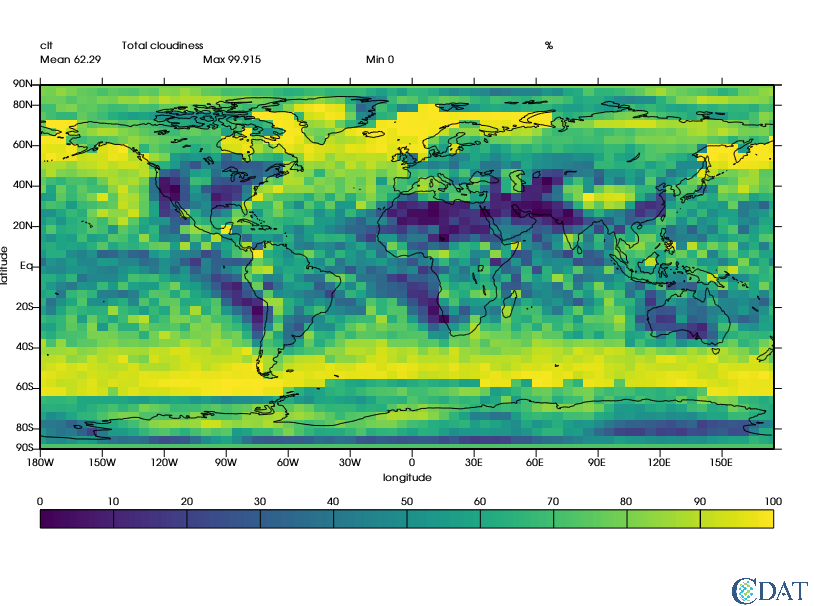 clt Total cloudiness %
Mean 62.29 Max 99.915 Min 0
90N
80N
60N
40N
20N
Eq
20S
40S
60S
80S
90S
latitude
180W 150W 120W 90W 60W 30W 0 30E 60E 90E 120E 150E
longitude
0 10 20 30 40 50 60 70 80 90 100
CDAT